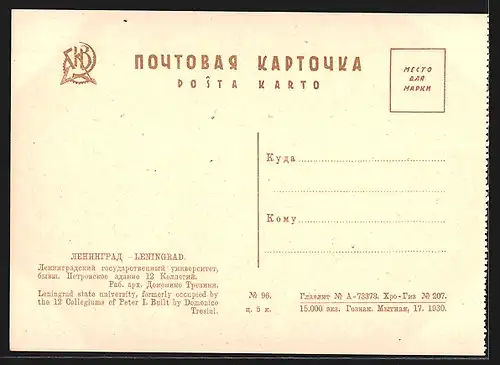 ПОЧТОВАЯ КАРТОЧКА
POŜTA KARTO
МЕСТО
ДЛЯ
МАРКИ
Куда
Кому
ЛЕНИНГРАД — LENINGRAD.
Ленинградский государственный университет,
бывш. Петровское здание 12 Коллегий.
Раб. арх. Доменико Трезини.
Leningrad state university, formerly occupied by
the 12 Collegiums of Peter I. Built by Domenico
Tresini.
№ 96.
ц. 5 к.
Главлит № А-73373. Хро-Гиз № 207.
15.000 экз. Гознак. Мытная, 17. 1930.